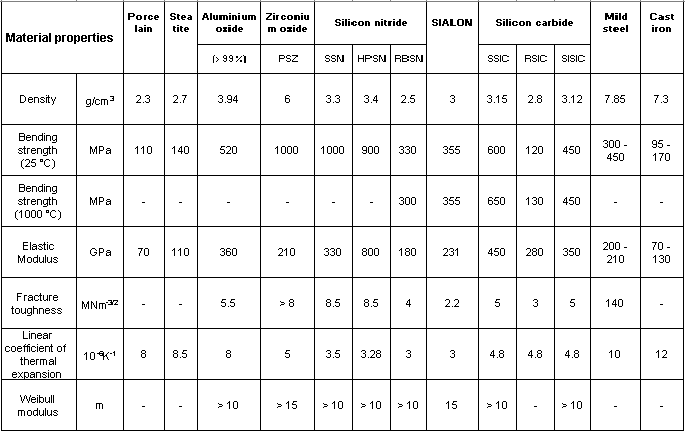 Material properties Porce lain Stea tite Aluminium oxide Zirconiu m oxide Silicon nitride SIALON Silicon carbide Mild steel Cast iron
(> 99%) PSZ SSN HPSN RBSN SSIC RSIC SISIC
Density g/cm³ 2.3 2.7 3.94 6 3.3 3.4 2.5 3 3.15 2.8 3.12 7.85 7.3
Bending strength (25 °C) MPa 110 140 520 1000 1000 900 330 355 600 120 450 300 - 450 95 - 170
Bending strength (1000 °C) MPa - - - - - - 300 355 650 130 450 - -
Elastic Modulus GPa 70 110 360 210 330 800 180 231 450 280 350 200 - 210 70 - 130
Fracture toughness MNm-3/2 - - 5.5 > 8 8.5 8.5 4 2.2 5 3 5 140 -
Linear coefficient of thermal expansion 10-6K-1 8 8.5 8 5 3.5 3.28 3 3 4.8 4.8 4.8 10 12
Weibull modulus m - - > 10 > 15 > 10 > 10 > 10 15 > 10 - > 10 - -